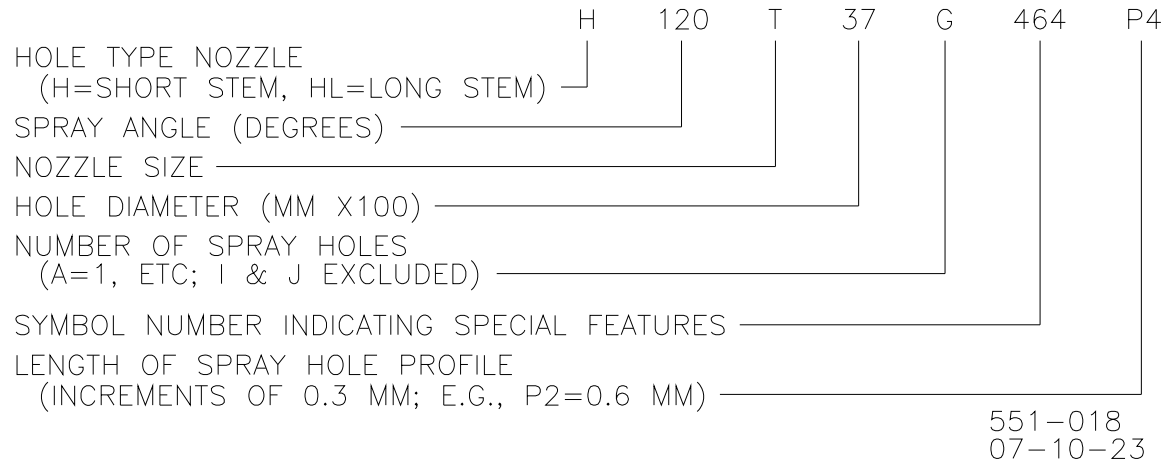 H 120 T 37 G 464 P4
HOLE TYPE NOZZLE
(H=SHORT STEM, HL=LONG STEM)
SPRAY ANGLE (DEGREES)
NOZZLE SIZE
HOLE DIAMETER (MM X100)
NUMBER OF SPRAY HOLES
(A=1, ETC; I & J EXCLUDED)
SYMBOL NUMBER INDICATING SPECIAL FEATURES
LENGTH OF SPRAY HOLE PROFILE
(INCREMENTS OF 0.3 MM; E.G., P2=0.6 MM)
551-018
07-10-23